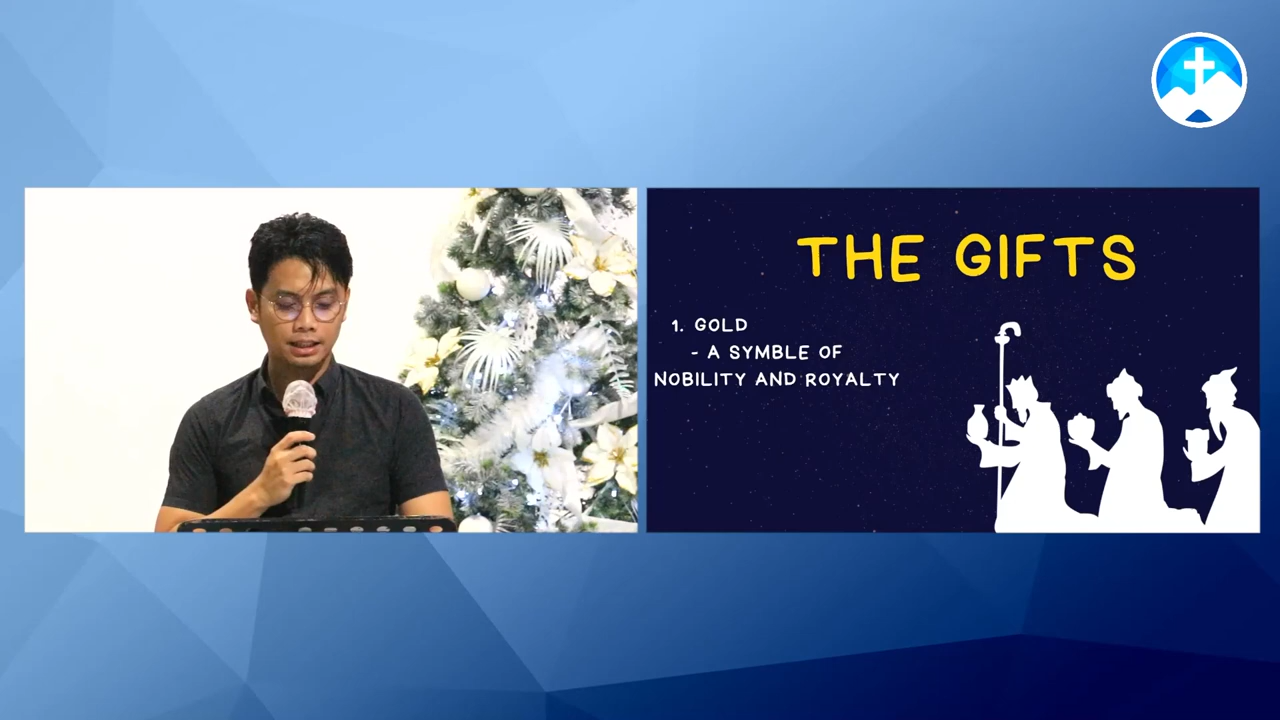 THE GIFTS
1. GOLD
- A SYMBLE OF
NOBILITY AND ROYALTY